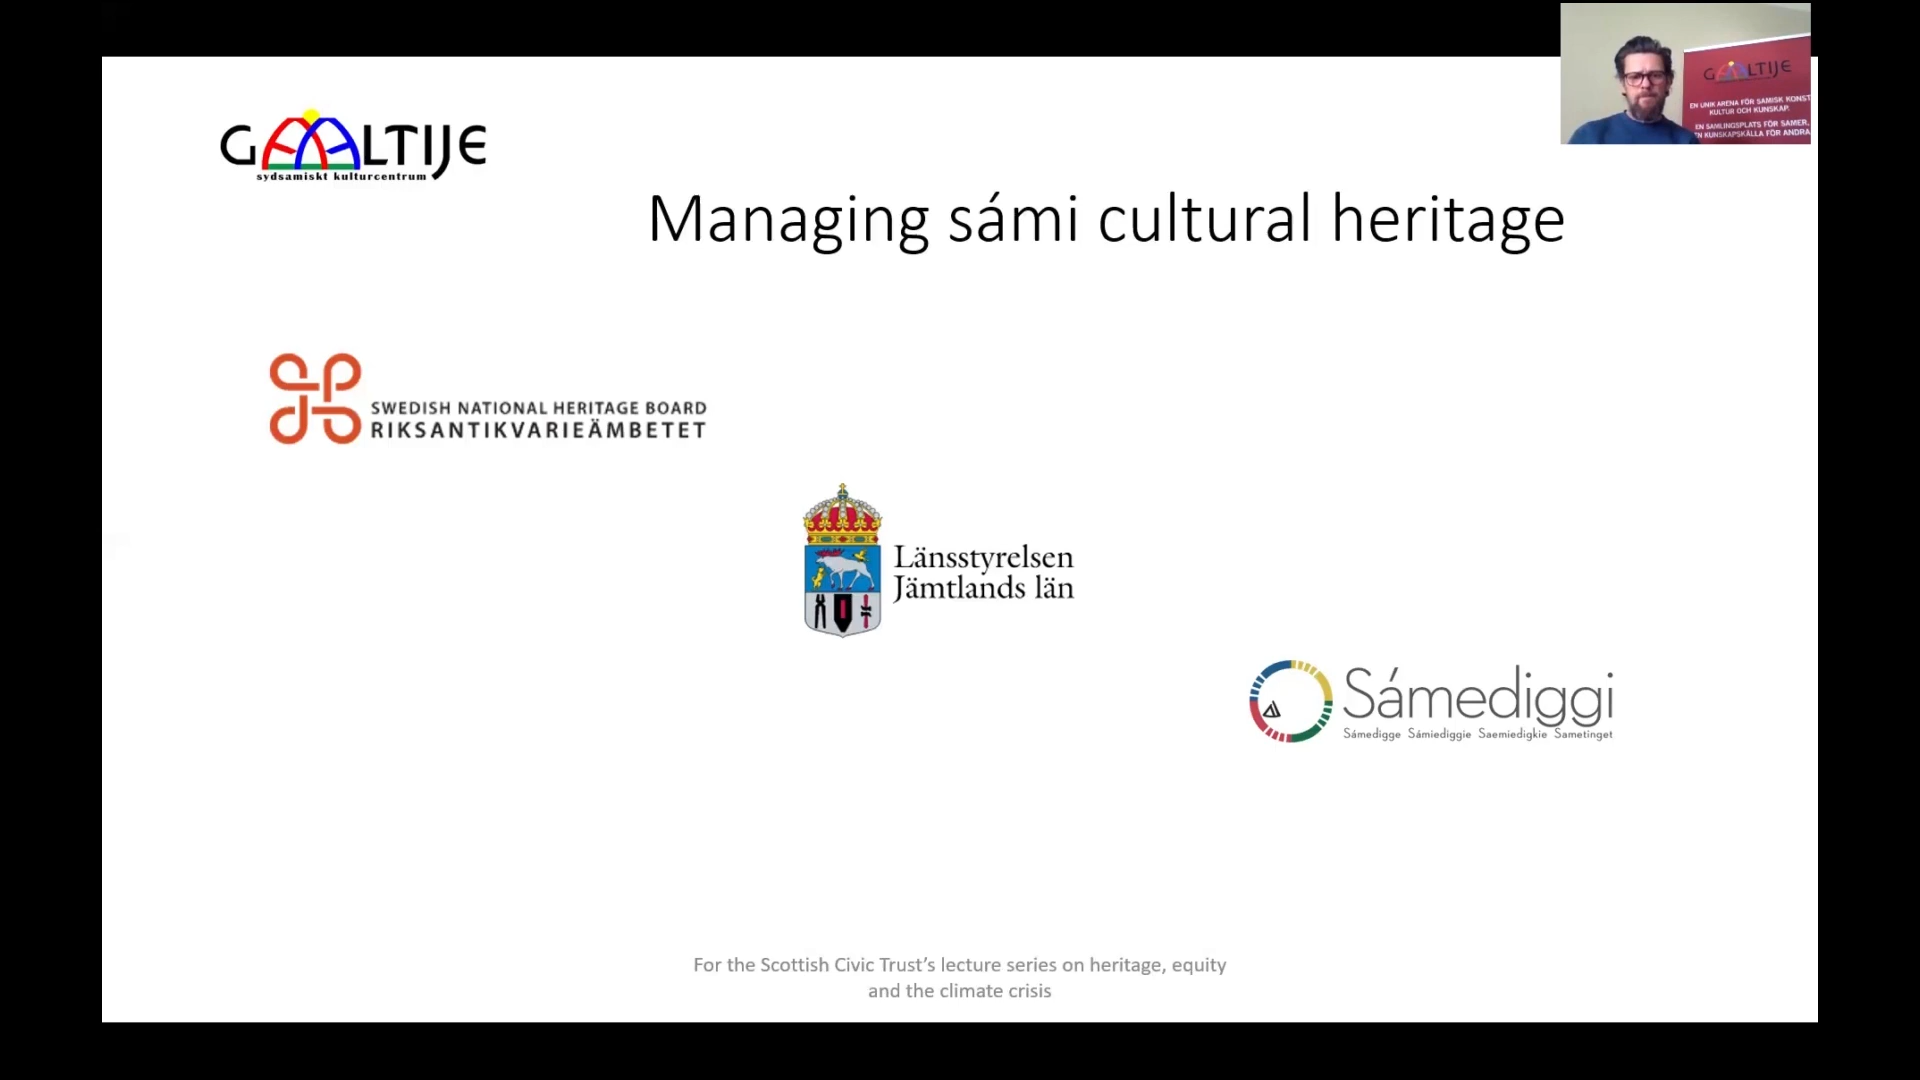 GAALTIJE
sydsamiskt kulturcentrum
GAALTIJE
EN UNIK ARENA FÖR SAMISK KONST
KULTUR OCH KUNSKAP.
EN SAMLINGSPLATS FÖR SAMER,
N KUNSKAPSKÄLLA FÖR ANDRA
Managing sámi cultural heritage
SWEDISH NATIONAL HERITAGE BOARD
RIKSANTIKVARIEÄMBETET
Länsstyrelsen
Jämtlands län
Sámediggi
Sámedigge Sámiediggie Saemiedigkie Sametinget
For the Scottish Civic Trust’s lecture series on heritage, equity
and the climate crisis